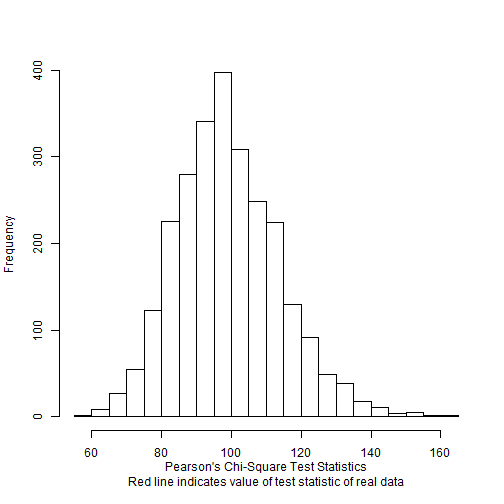 400
300
200
100
0
Frequency
60 80 100 120 140 160
Pearson's Chi-Square Test Statistics
Red line indicates value of test statistic of real data